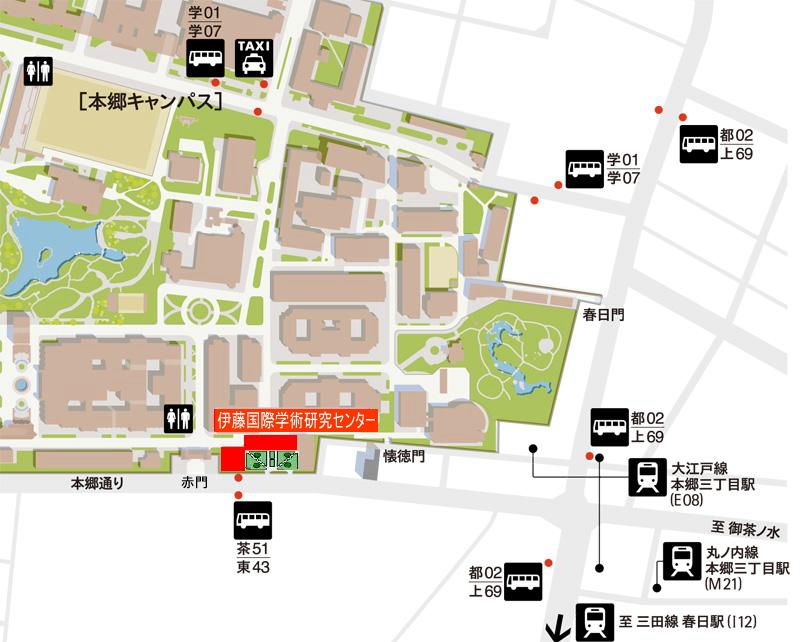 学01
学07
TAXI
[本郷キャンパス]
都02
上69
学01
学07
春日門
伊藤国際学術研究センター
都02
上69
懐徳門
大江戸線
本郷三丁目駅
(E08)
本郷通り
赤門
茶51
東43
至 御茶ノ水
丸ノ内線
本郷三丁目駅
(M21)
都02
上69
至 三田線 春日駅(I12)